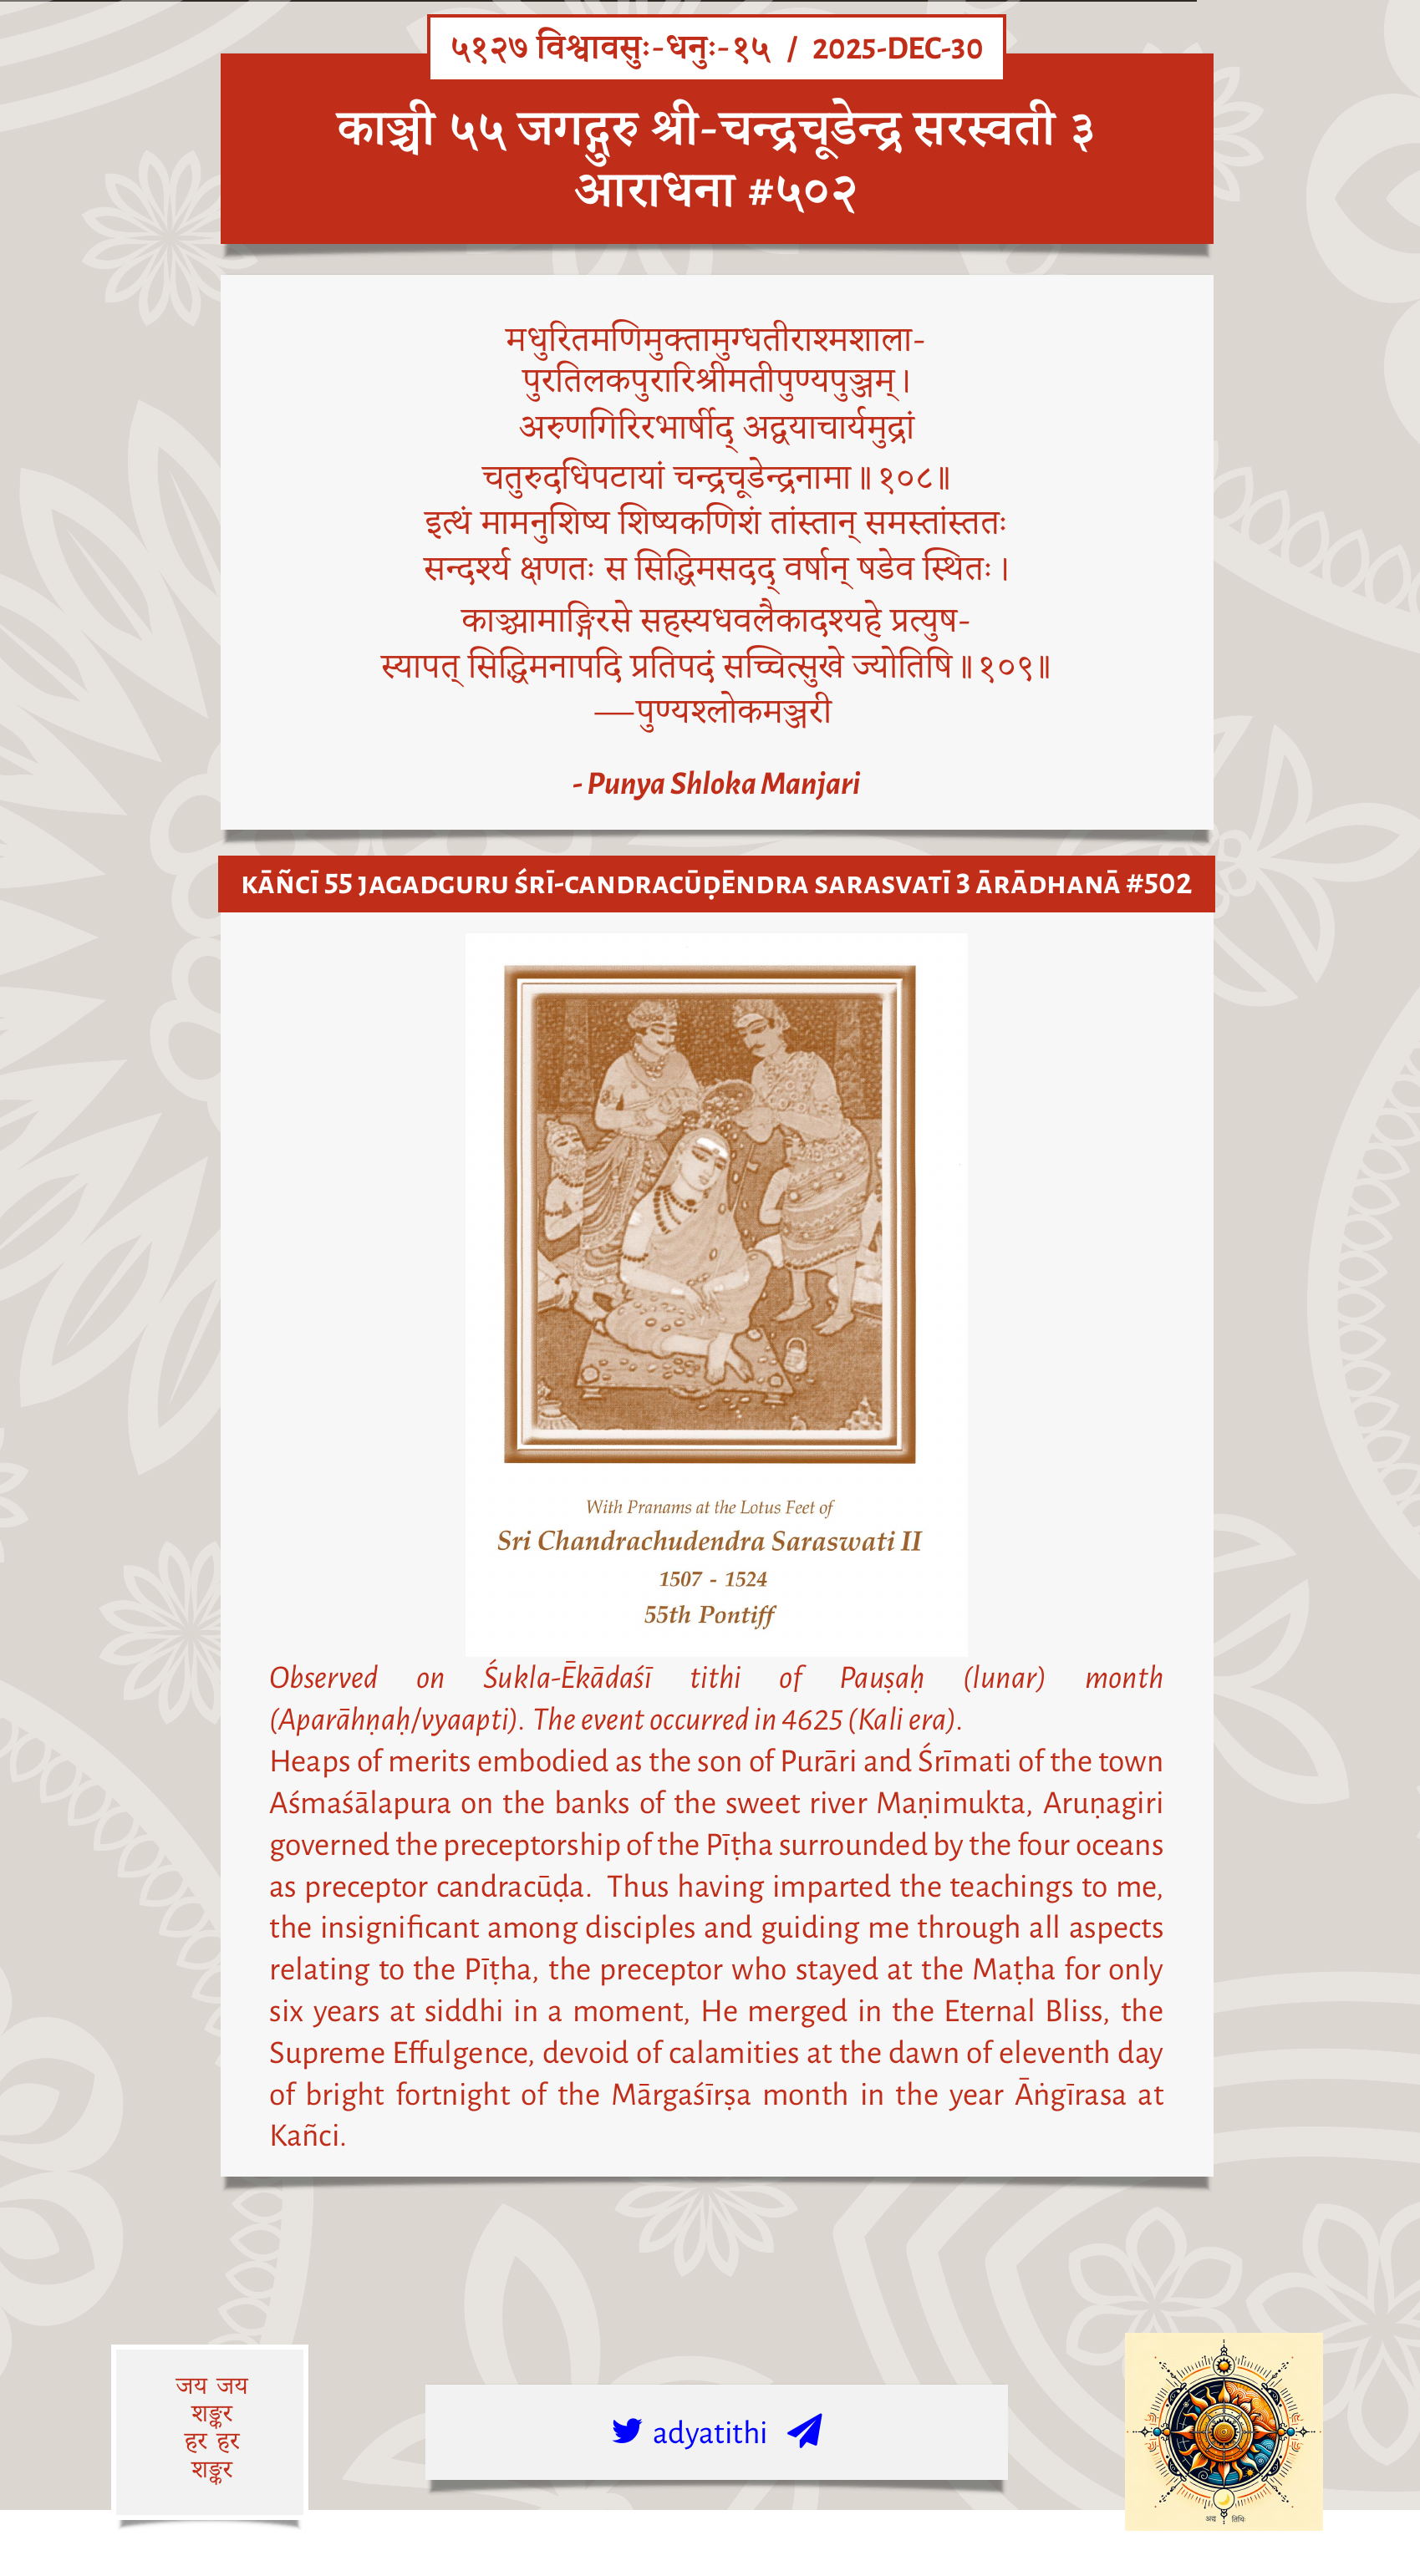 ५१२७ विश्वावसुः-धनुः-१५ / 2025-DEC-30
काञ्ची ५५ जगद्गुरु श्री-चन्द्रचूडेन्द्र सरस्वती ३
आराधना #५०२
मधुरितमणिमुक्तामुग्धतीराश्मशाला-
पुरतिलकपुरारिश्रीमतीपुण्यपुञ्जम्।
अरुणगिरिरभार्षीद् अद्वयाचार्यमुद्रां
चतुरुदधिपटायां चन्द्रचूडेन्द्रनामा॥१०८॥
इत्थं मामनुशिष्य शिष्यकणिशं तांस्तान् समस्तांस्ततः
सन्दर्श्य क्षणतः स सिद्धिमसदद् वर्षान् षडेव स्थितः।
काञ्च्यामाङ्गिरसे सहस्यधवलैकादश्यहे प्रत्युष-
स्यापत् सिद्धिमनापदि प्रतिपदं सच्चित्सुखे ज्योतिषि॥१०९॥
—पुण्यश्लोकमञ्जरी
- Punya Shloka Manjari
KĀÑCĪ 55 JAGADGURU ŚRĪ-CANDRACŪḌĒNDRA SARASVATĪ 3 ĀRĀDHANĀ #502
With Pranams at the Lotus Feet of
Sri Chandrachudendra Saraswati II
1507 - 1524
55th Pontiff
Observed on Śukla-Ēkādaśī tithi of Pauṣaḥ (lunar) month
(Aparāhṇaḥ/vyaapti). The event occurred in 4625 (Kali era).
Heaps of merits embodied as the son of Purāri and Śrīmati of the town
Aśmaśālapura on the banks of the sweet river Maṇimukta, Aruṇagiri
governed the preceptorship of the Pīṭha surrounded by the four oceans
as preceptor candracūḍa. Thus having imparted the teachings to me,
the insignificant among disciples and guiding me through all aspects
relating to the Pīṭha, the preceptor who stayed at the Maṭha for only
six years at siddhi in a moment, He merged in the Eternal Bliss, the
Supreme Effulgence, devoid of calamities at the dawn of eleventh day
of bright fortnight of the Mārgaśīrṣa month in the year Āṅgīrasa at
Kañci.
जय जय
शङ्कर
हर हर
शङ्कर
adyatithi
अद्य तिथिः